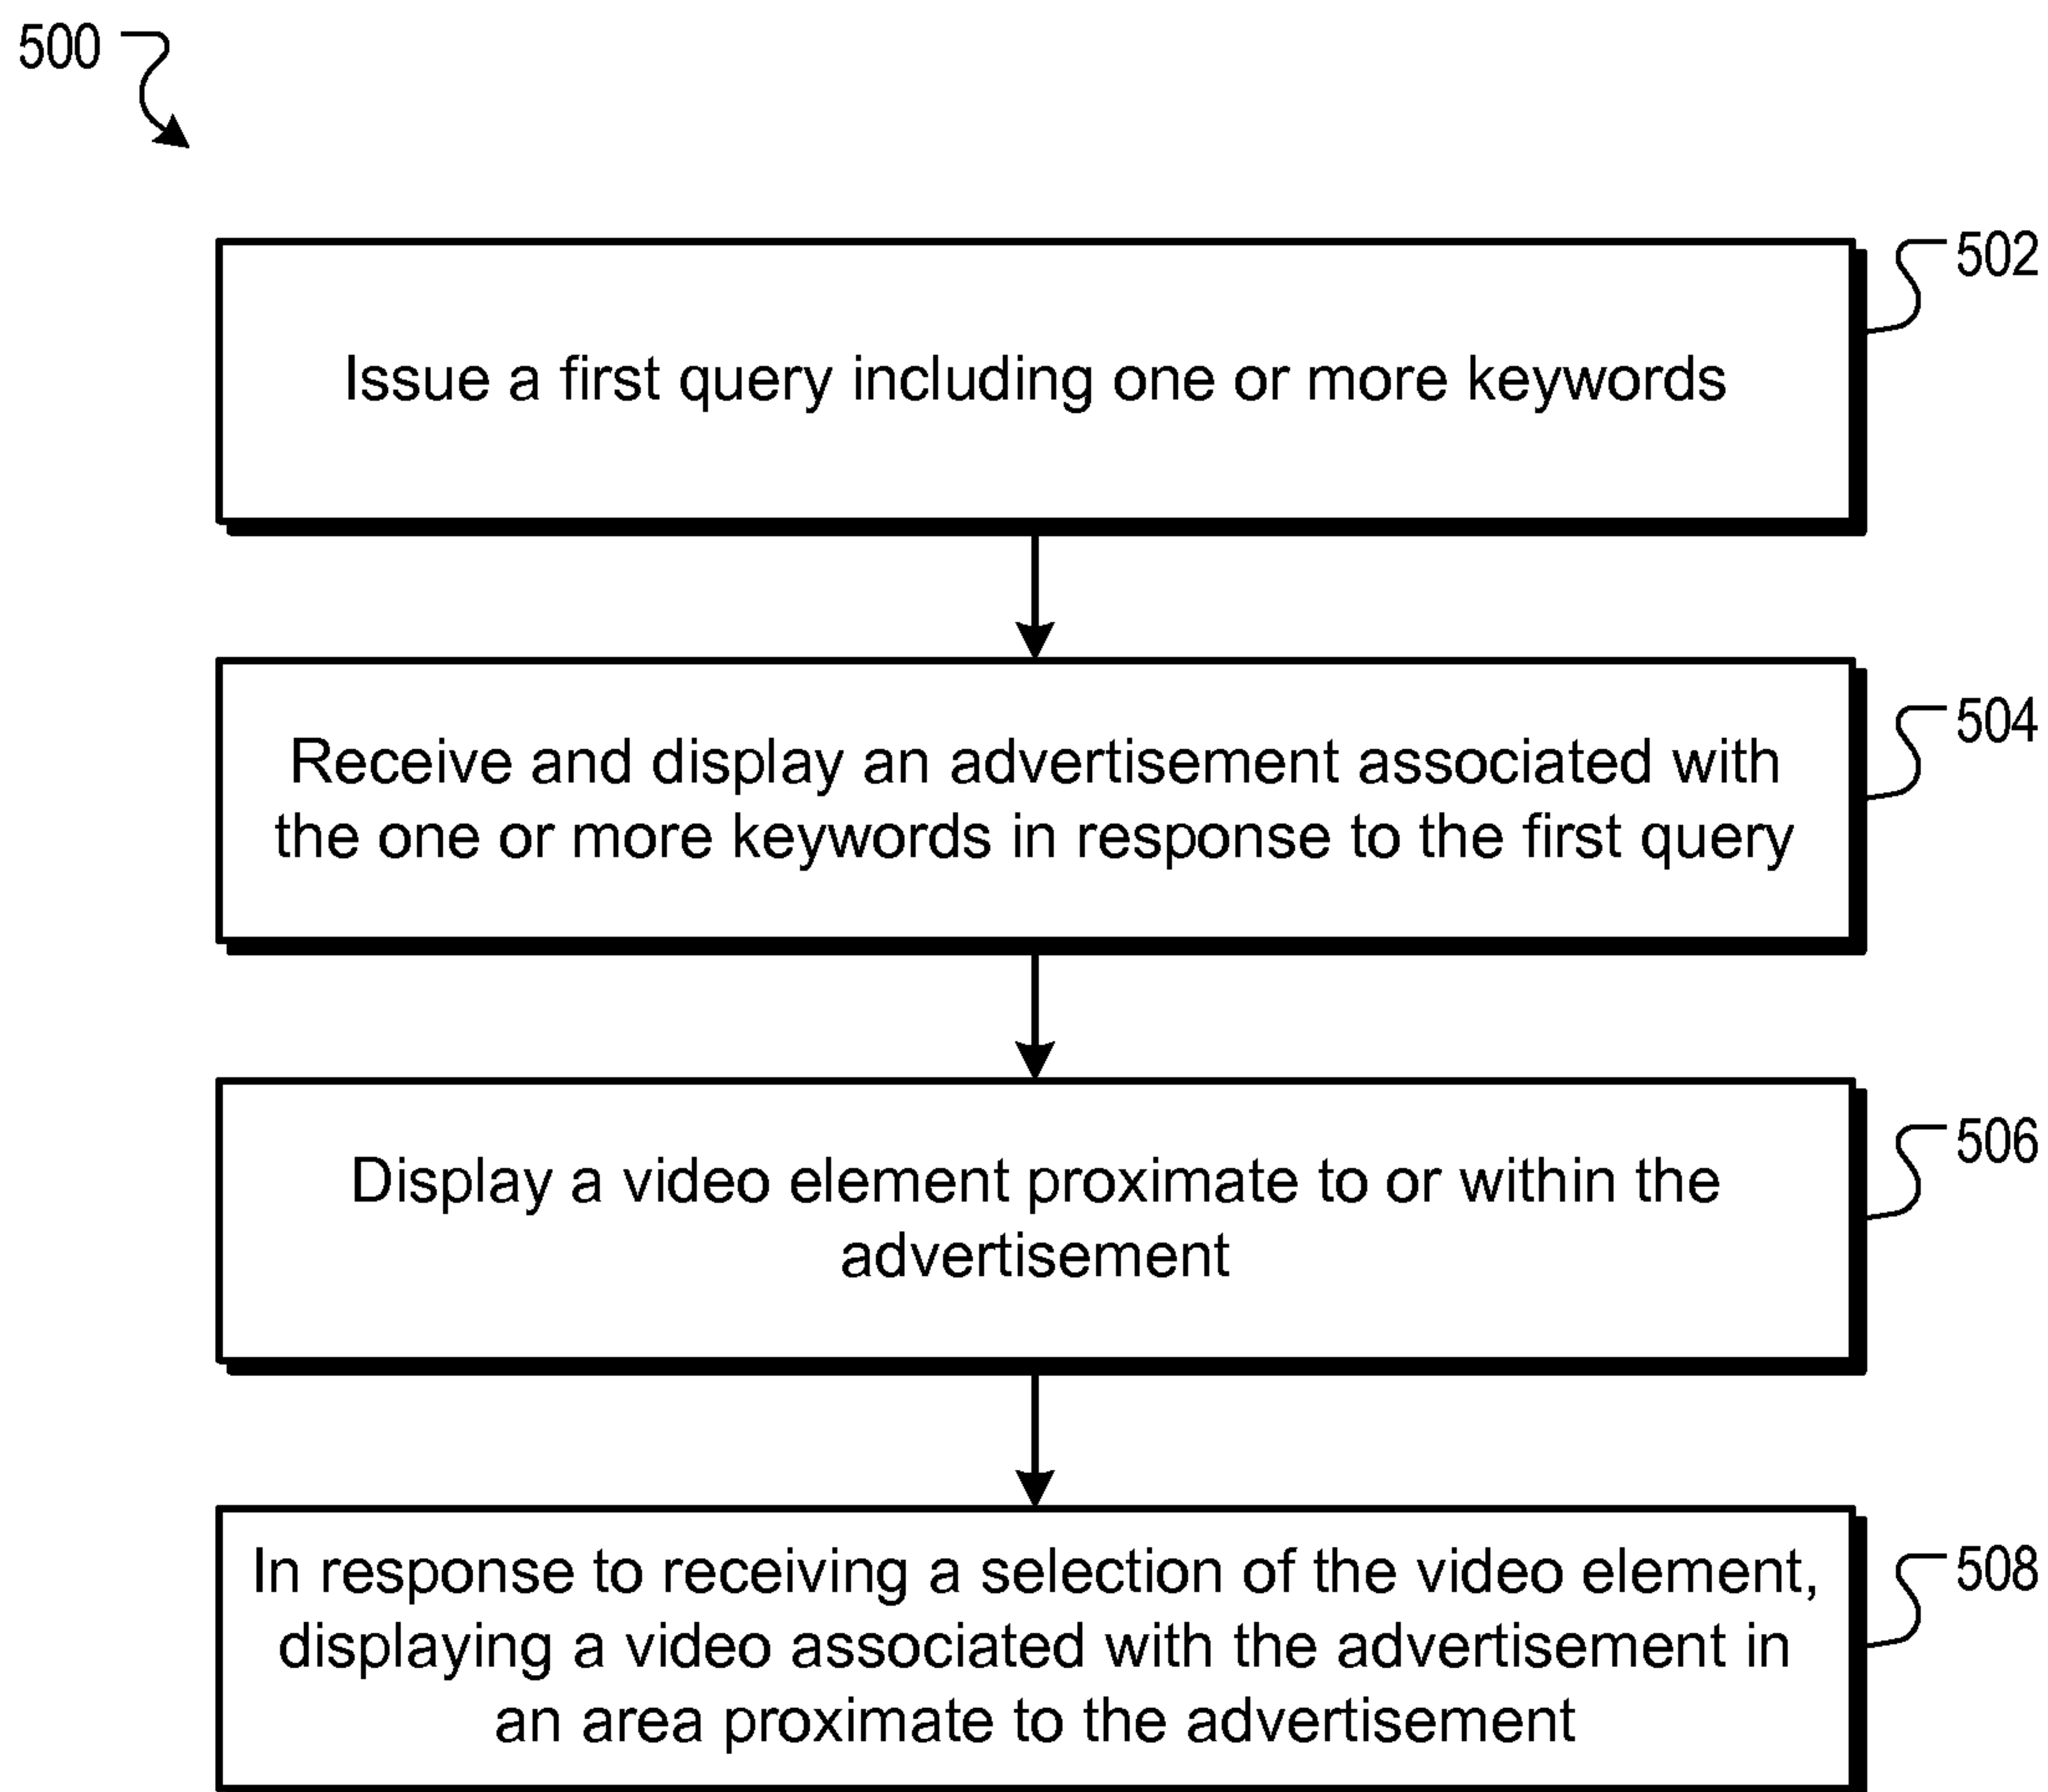 500
502
Issue a first query including one or more keywords
504
Receive and display an advertisement associated with
the one or more keywords in response to the first query
506
Display a video element proximate to or within the
advertisement
508
In response to receiving a selection of the video element,
displaying a video associated with the advertisement in
an area proximate to the advertisement